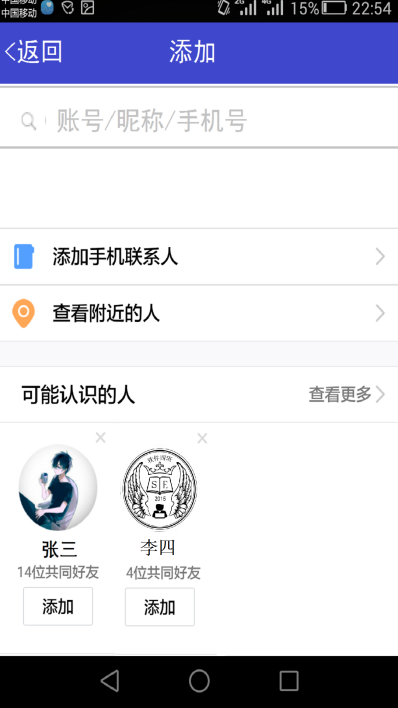 中国移动
中国移动
2G 4G 15% 22:54
返回 添加
账号/昵称/手机号
添加手机联系人
查看附近的人
可能认识的人 查看更多
S E
2015
张三 李四
14位共同好友 4位共同好友
添加 添加